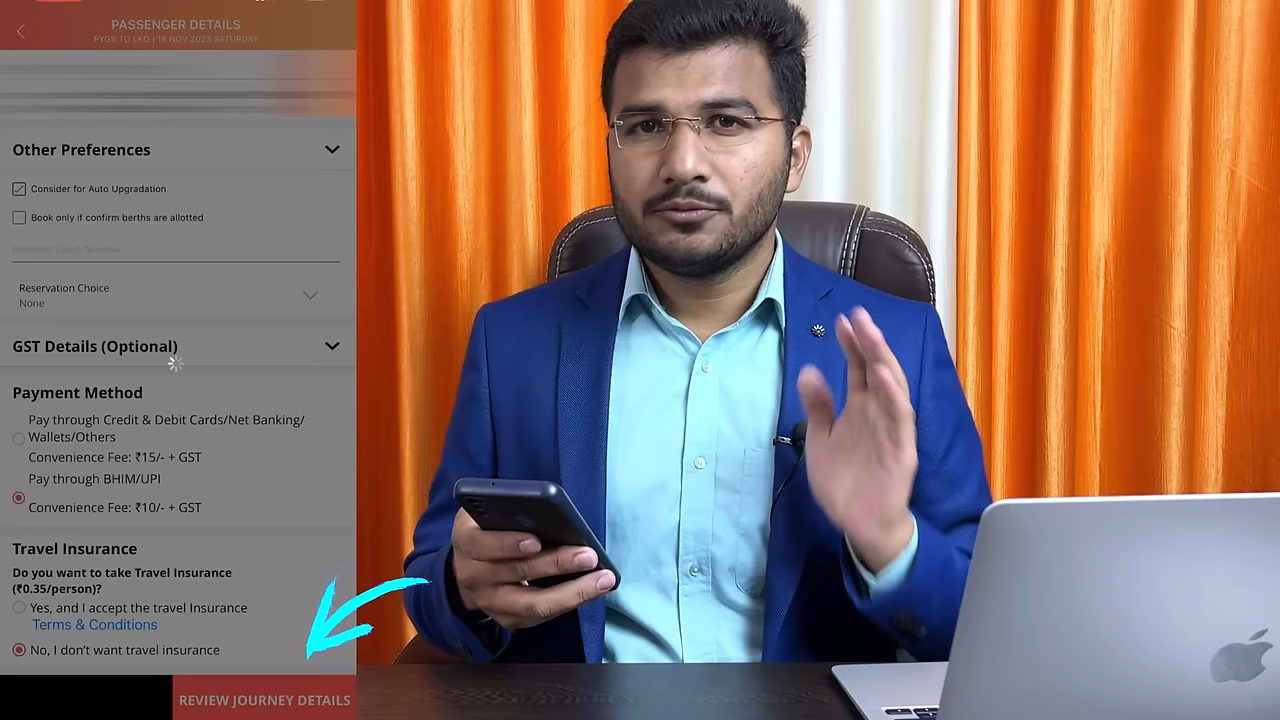 PASSENGER DETAILS
PYGS TO LKO | 18 NOV 2023 SATURDAY
Other Preferences
Consider for Auto Upgradation
Book only if confirm berths are allotted
Preferred Coach Number
Reservation Choice
None
GST Details (Optional)
Payment Method
Pay through Credit & Debit Cards/Net Banking/
Wallets/Others
Convenience Fee: ₹15/- + GST
Pay through BHIM/UPI
Convenience Fee: ₹10/- + GST
Travel Insurance
Do you want to take Travel Insurance
(₹0.35/person)?
Yes, and I accept the travel Insurance
Terms & Conditions
No, I don't want travel insurance
REVIEW JOURNEY DETAILS